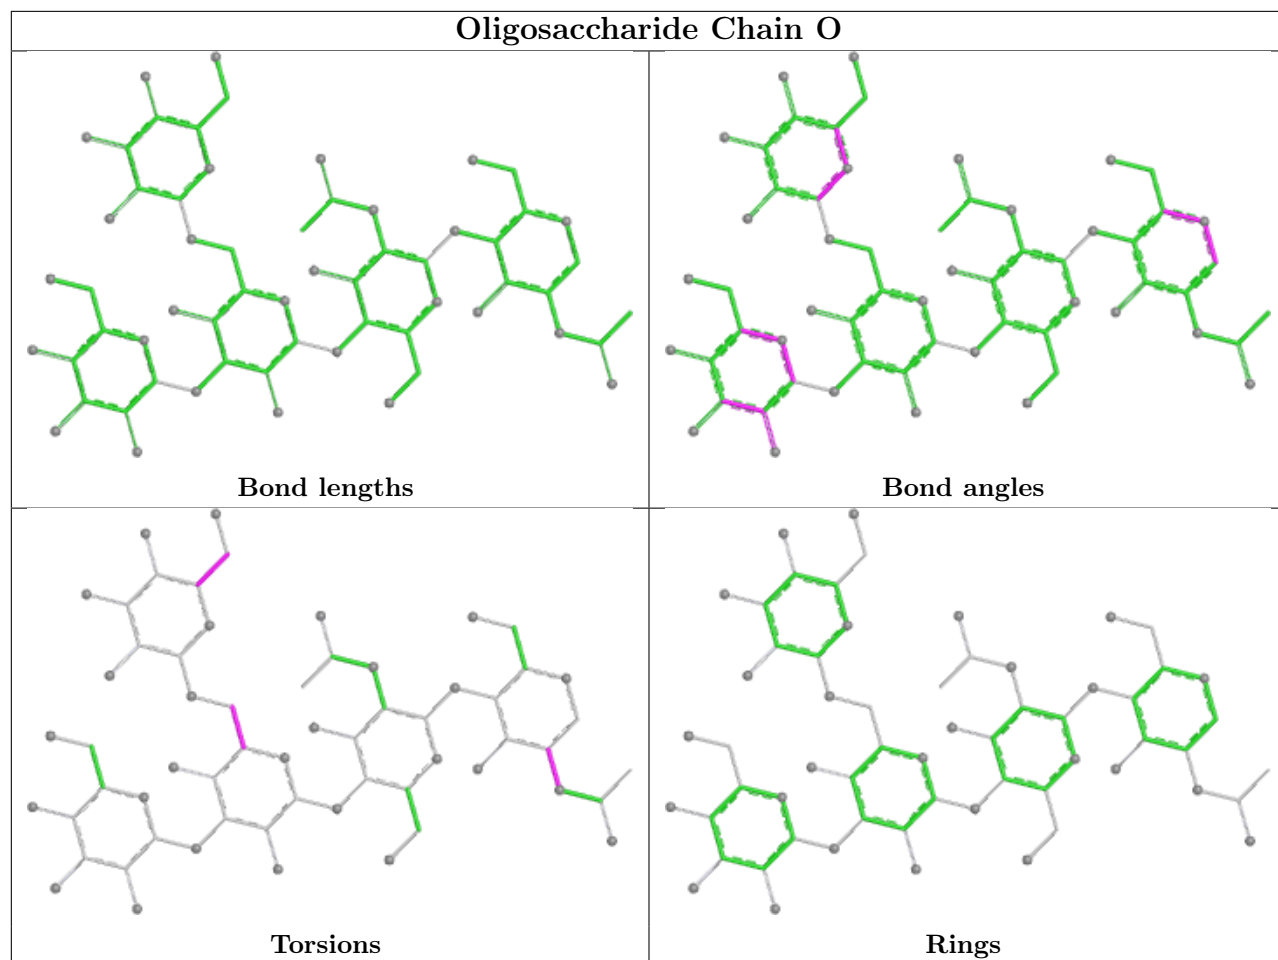 Oligosaccharide Chain O
Bond lengths
Bond angles
Torsions
Rings